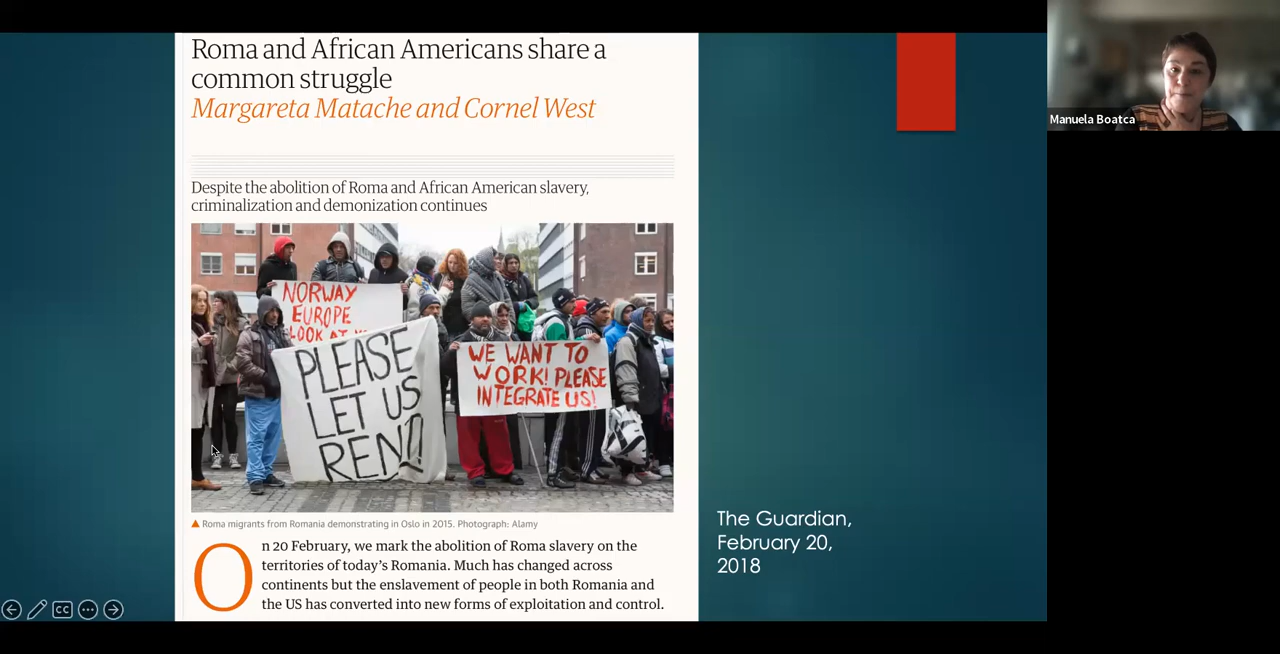 Roma and African Americans share a
common struggle
Margareta Matache and Cornel West
Despite the abolition of Roma and African American slavery,
criminalization and demonization continues
NORWAY
EUROPE
LOOK AT
PLEASE
LET US
REN
WE WANT TO
WORK! PLEASE
INTEGRATE US!
Roma migrants from Romania demonstrating in Oslo in 2015. Photograph: Alamy
On 20 February, we mark the abolition of Roma slavery on the
territories of today's Romania. Much has changed across
continents but the enslavement of people in both Romania and
the US has converted into new forms of exploitation and control.
The Guardian,
February 20,
2018
Manuela Boatca
CC